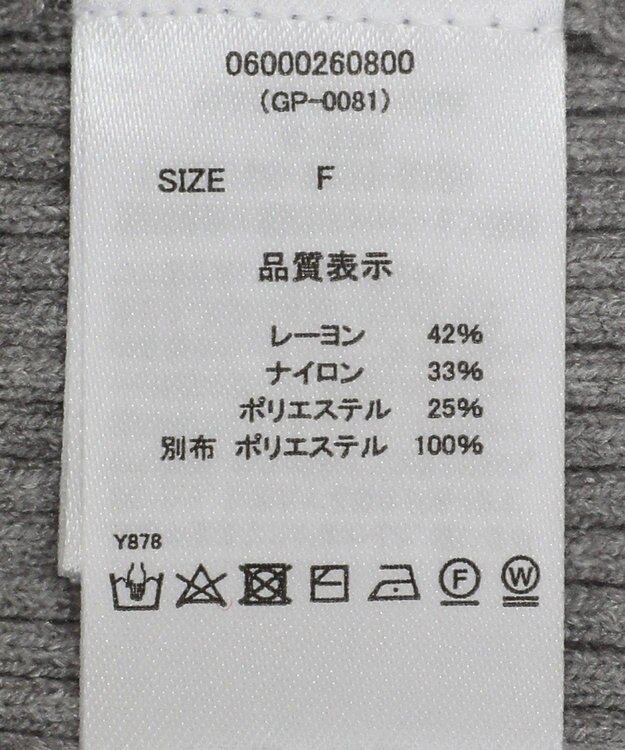 06000260800
(GP-0081)
SIZE F
品質表示
レーヨン 42%
ナイロン 33%
ポリエステル 25%
別布 ポリエステル 100%
Y878
F W